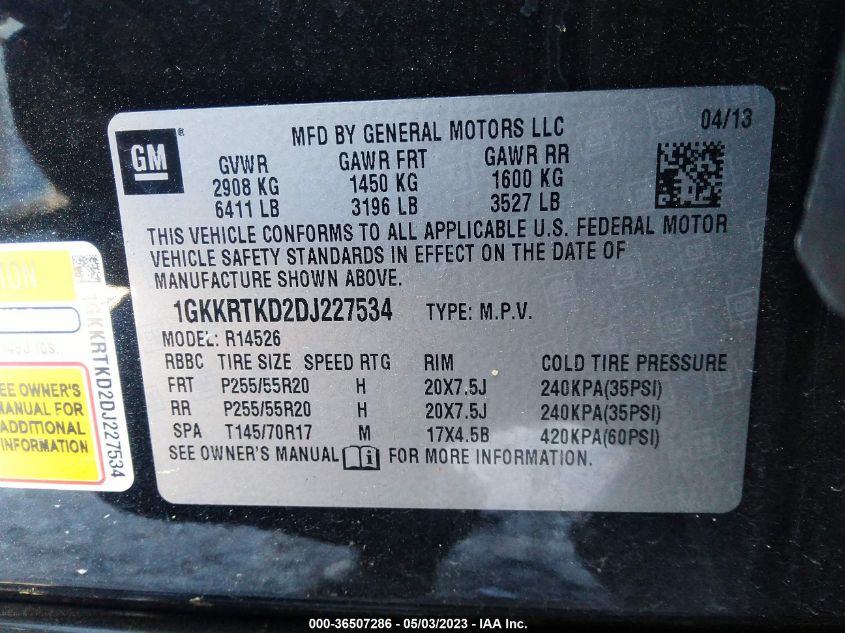 GM ®
MFD BY GENERAL MOTORS LLC
04/13
GVWR GAWR FRT GAWR RR
2908 KG 1450 KG 1600 KG
6411 LB 3196 LB 3527 LB
THIS VEHICLE CONFORMS TO ALL APPLICABLE U.S. FEDERAL MOTOR
VEHICLE SAFETY STANDARDS IN EFFECT ON THE DATE OF
MANUFACTURE SHOWN ABOVE.
1GKKRTKD2DJ227534 TYPE: M.P.V.
MODEL: R14526
RBBC TIRE SIZE SPEED RTG RIM COLD TIRE PRESSURE
FRT P255/55R20 H 20X7.5J 240KPA(35PSI)
RR P255/55R20 H 20X7.5J 240KPA(35PSI)
SPA T145/70R17 M 17X4.5B 420KPA(60PSI)
SEE OWNER'S MANUAL i FOR MORE INFORMATION.
lbs.
EE OWNER'S
MANUAL FOR
ADDITIONAL
INFORMATION
1GKKRTKD2DJ227534
000-36507286 - 05/03/2023 - IAA Inc.